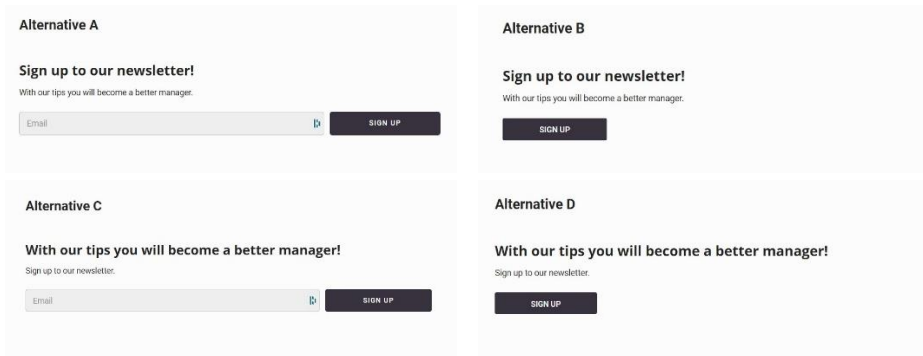 Alternative A
Sign up to our newsletter!
With our tips you will become a better manager.
Email
SIGN UP
Alternative B
Sign up to our newsletter!
With our tips you will become a better manager.
SIGN UP
Alternative C
With our tips you will become a better manager!
Sign up to our newsletter.
Email
SIGN UP
Alternative D
With our tips you will become a better manager!
Sign up to our newsletter.
SIGN UP